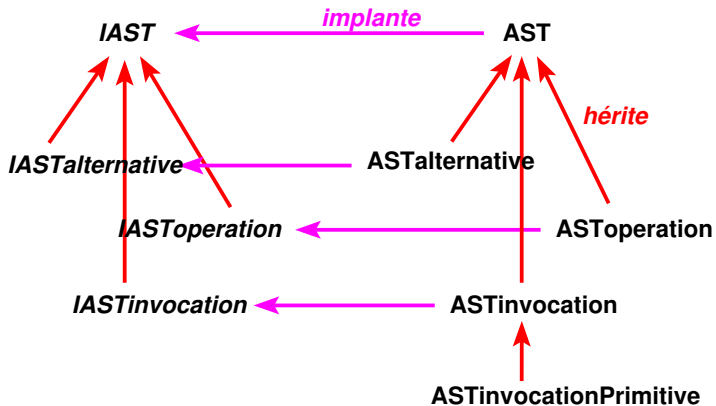 IAST
implante
AST
hérite
IASTalternative
ASTalternative
IASToperation
ASToperation
IASTinvocation
ASTinvocation
ASTinvocationPrimitive